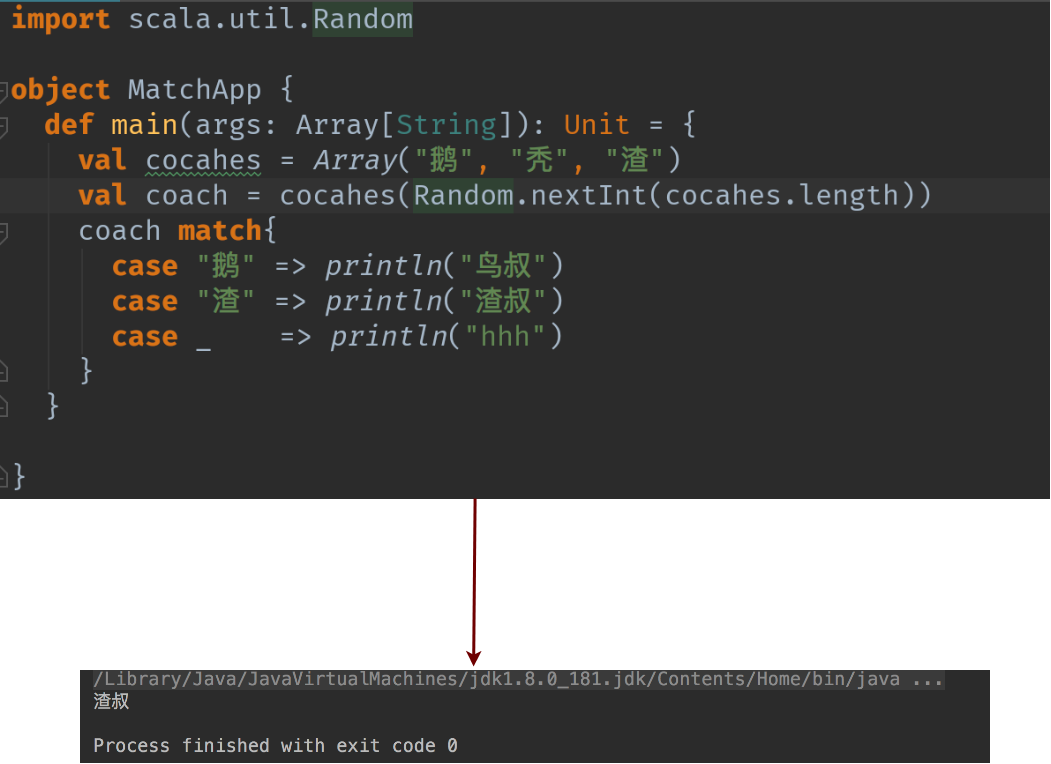 import scala.util.Random
object MatchApp {
def main(args: Array[String]): Unit = {
val cocahes = Array("鹅", "秃", "渣")
val coach = cocahes(Random.nextInt(cocahes.length))
coach match{
case "鹅" => println("鸟叔")
case "渣" => println("渣叔")
case _ => println("hhh")
}
}
}
/Library/Java/JavaVirtualMachines/jdk1.8.0_181.jdk/Contents/Home/bin/java ...
渣叔
Process finished with exit code 0